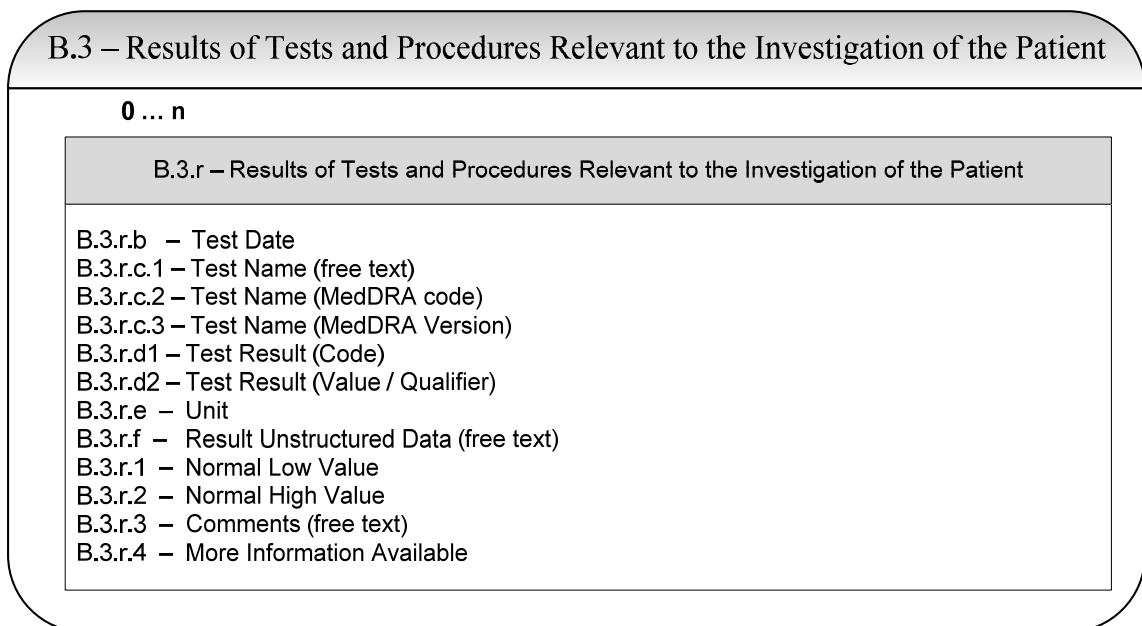 B.3 – Results of Tests and Procedures Relevant to the Investigation of the Patient
0 ... n
B.3.r – Results of Tests and Procedures Relevant to the Investigation of the Patient
B.3.r.b – Test Date
B.3.r.c.1 – Test Name (free text)
B.3.r.c.2 – Test Name (MedDRA code)
B.3.r.c.3 – Test Name (MedDRA Version)
B.3.r.d1 – Test Result (Code)
B.3.r.d2 – Test Result (Value / Qualifier)
B.3.r.e – Unit
B.3.r.f – Result Unstructured Data (free text)
B.3.r.1 – Normal Low Value
B.3.r.2 – Normal High Value
B.3.r.3 – Comments (free text)
B.3.r.4 – More Information Available